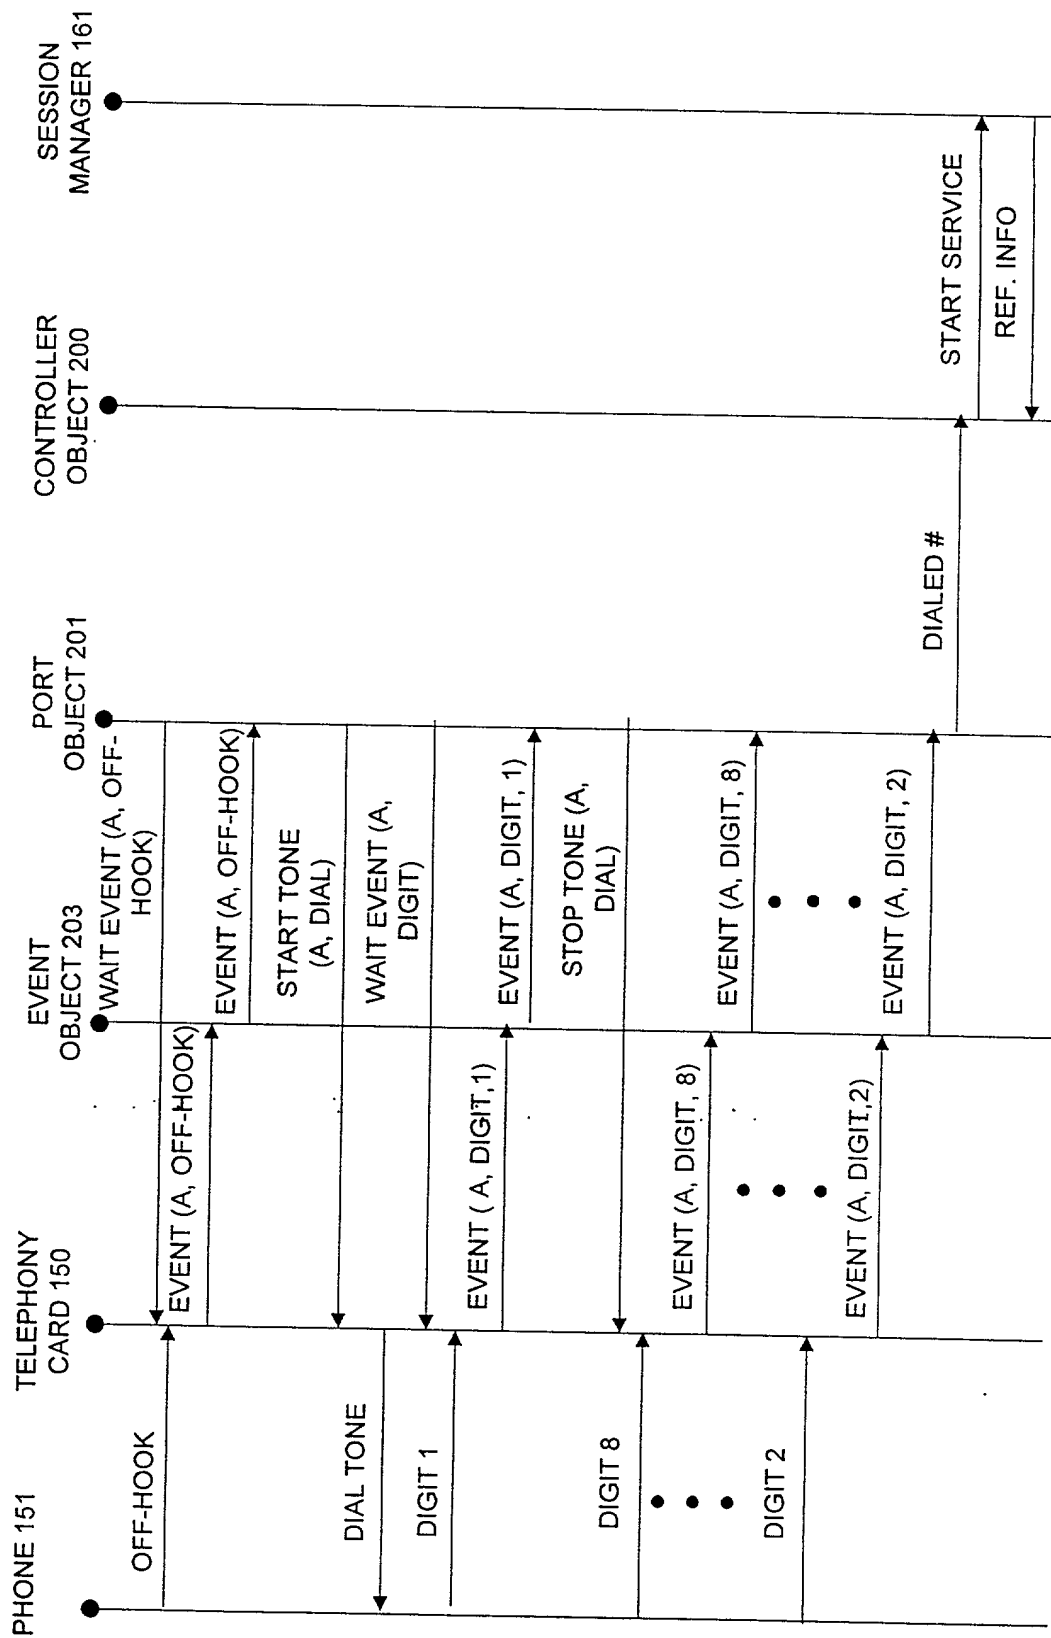 PHONE 151
TELEPHONY
CARD 150
EVENT
OBJECT 203
PORT
OBJECT 201
CONTROLLER
OBJECT 200
SESSION
MANAGER 161
WAIT EVENT (A, OFF-
HOOK)
OFF-HOOK
EVENT (A, OFF-HOOK)
EVENT (A, OFF-HOOK)
START TONE
(A, DIAL)
DIAL TONE
WAIT EVENT (A,
DIGIT)
DIGIT 1
EVENT ( A, DIGIT,1)
EVENT (A, DIGIT, 1)
STOP TONE (A,
DIAL)
DIGIT 8
EVENT (A, DIGIT, 8)
EVENT (A, DIGIT, 8)
DIGIT 2
EVENT (A, DIGIT,2)
EVENT (A, DIGIT, 2)
DIALED #
START SERVICE
REF. INFO